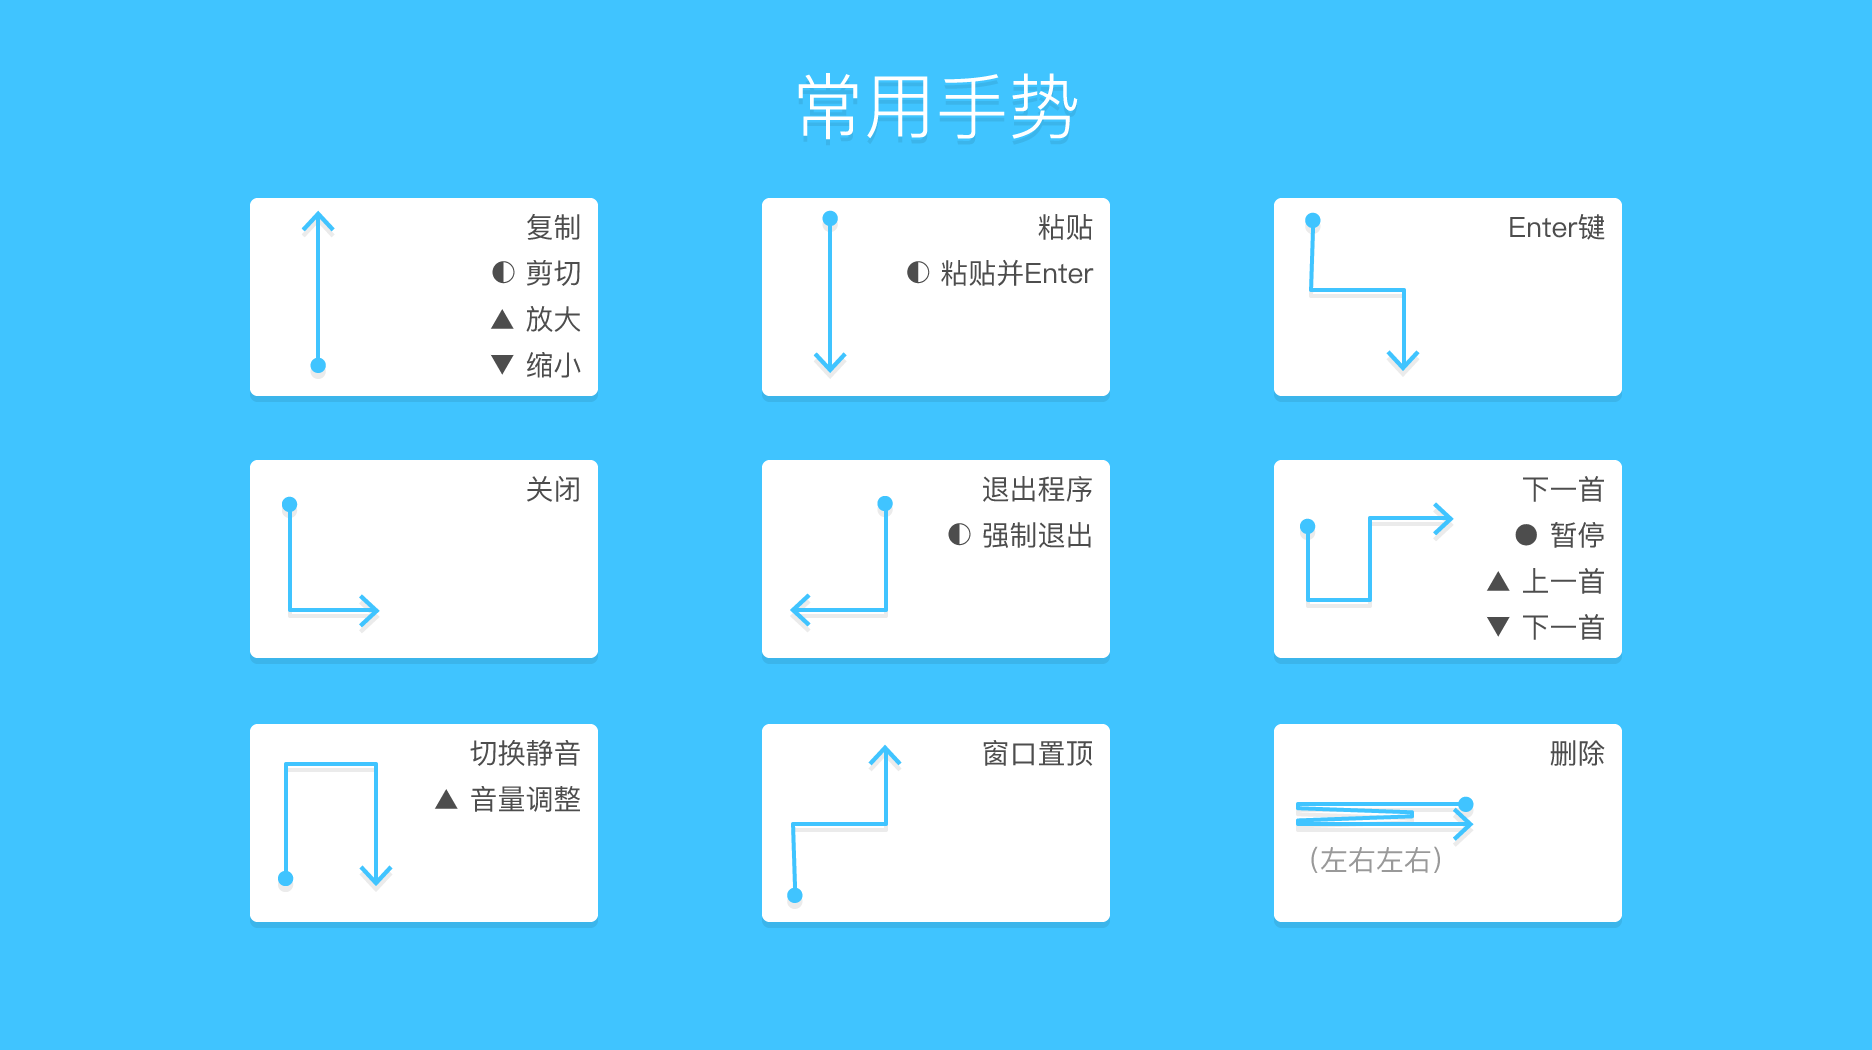 常用手势
复制
◐ 剪切
▲ 放大
▼ 缩小
粘贴
◐ 粘贴并Enter
Enter键
关闭
退出程序
◐ 强制退出
下一首
● 暂停
▲ 上一首
▼ 下一首
切换静音
▲ 音量调整
窗口置顶
删除
（左右左右）